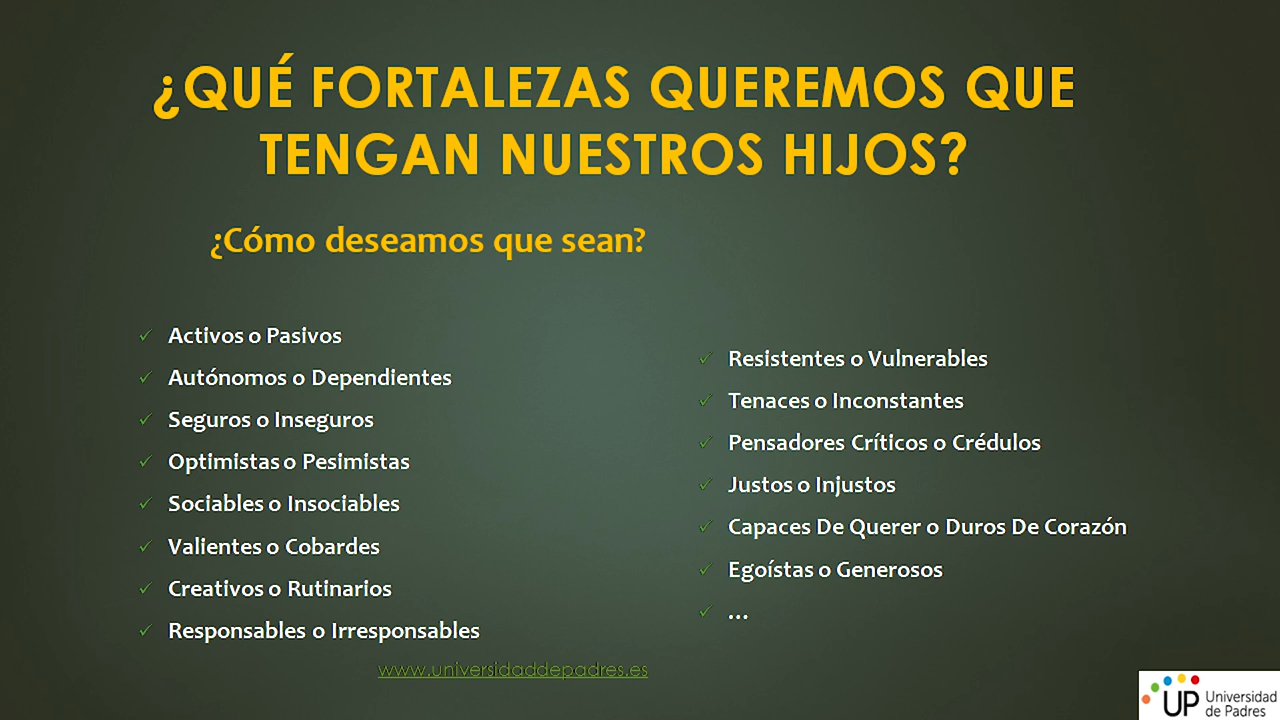 ¿QUÉ FORTALEZAS QUEREMOS QUE
TENGAN NUESTROS HIJOS?
¿Cómo deseamos que sean?
Activos o Pasivos
Autónomos o Dependientes
Seguros o Inseguros
Optimistas o Pesimistas
Sociables o Insociables
Valientes o Cobardes
Creativos o Rutinarios
Responsables o Irresponsables
Resistentes o Vulnerables
Tenaces o Inconstantes
Pensadores Críticos o Crédulos
Justos o Injustos
Capaces De Querer o Duros De Corazón
Egoístas o Generosos
...
www.universidaddepadres.es
UP Universidad
de Padres